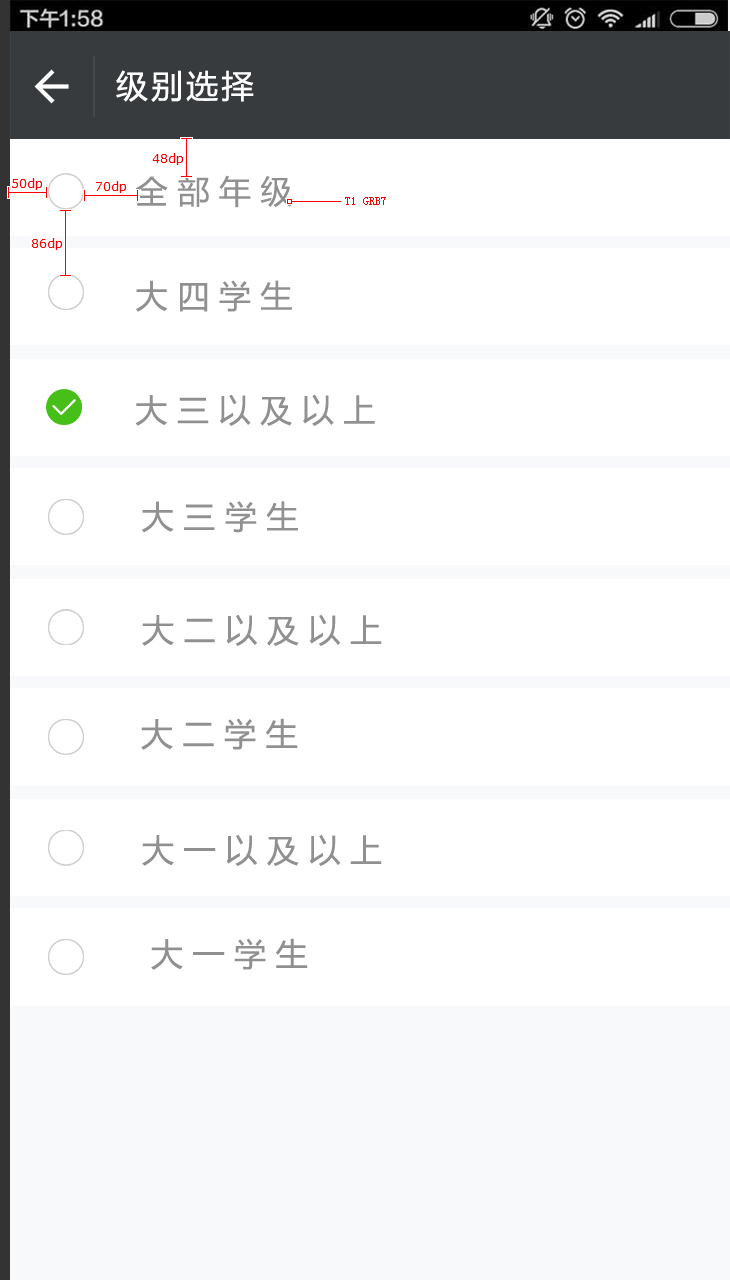 下午1:58
级别选择
48dp
50dp
70dp
全部年级
T1 GRB7
86dp
大四学生
大三以及以上
大三学生
大二以及以上
大二学生
大一以及以上
大一学生